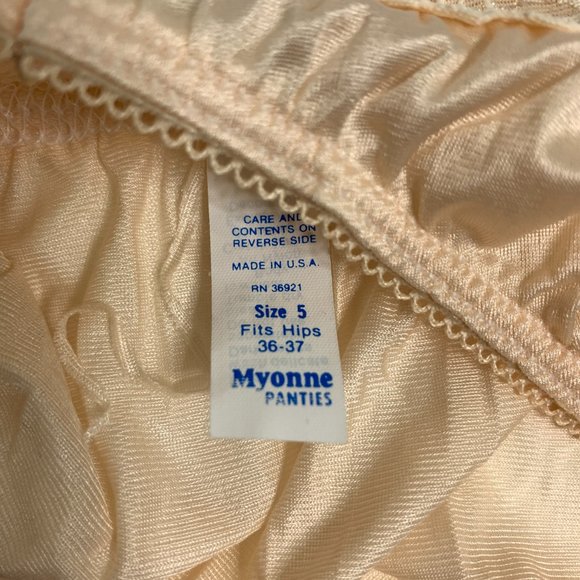 CARE AND
CONTENTS ON
REVERSE SIDE
MADE IN U.S.A.
RN 36921
Size 5
Fits Hips
36-37
Myonne
PANTIES